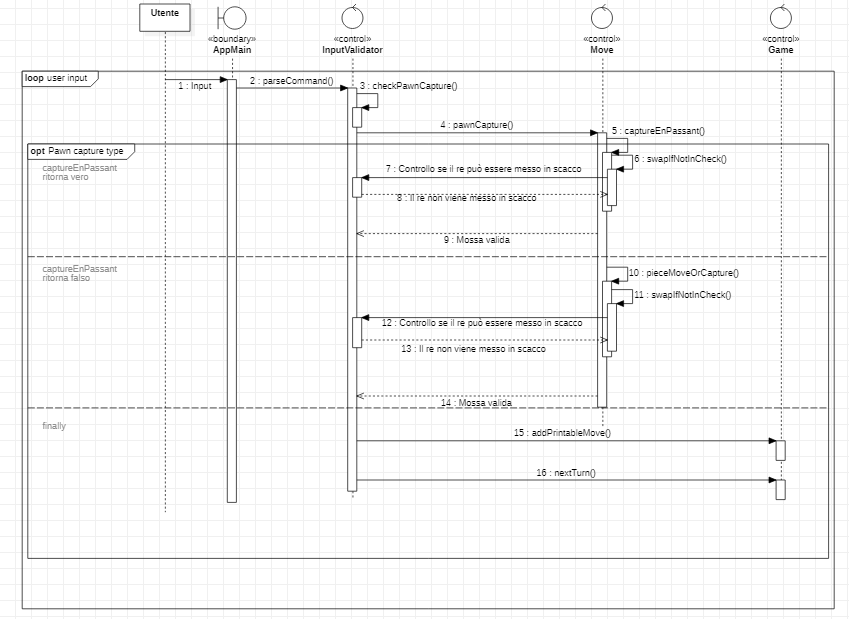 Utente
«boundary»
AppMain
«control»
InputValidator
«control»
Move
«control»
Game
loop user input
1 : Input
2 : parseCommand()
3 : checkPawnCapture()
4 : pawnCapture()
5 : captureEnPassant()
opt Pawn capture type
captureEnPassant
ritorna vero
6 : swapIfNotInCheck()
7 : Controllo se il re può essere messo in scacco
8 : Il re non viene messo in scacco
9 : Mossa valida
captureEnPassant
ritorna falso
10 : pieceMoveOrCapture()
11 : swapIfNotInCheck()
12 : Controllo se il re può essere messo in scacco
13 : Il re non viene messo in scacco
14 : Mossa valida
finally
15 : addPrintableMove()
16 : nextTurn()